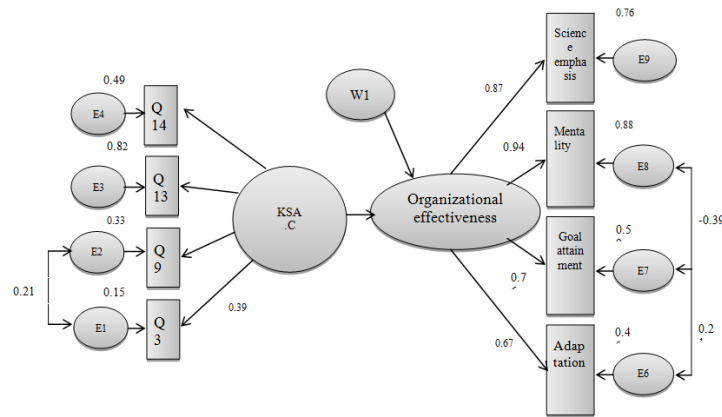 0.76
Scienc
e emph
asis
E9
0.49
E4
Q
14
W1
0.87
0.82
E3
Q
13
Menta
lity
0.88
E8
0.94
KSA
.C
Organizational
effectiveness
-0.39
0.33
E2
Q
9
Goal
attain
ment
0.5
E7
0.21
0.15
E1
Q
3
0.39
0.7
0.67
0.2
Adap
tation
0.4
E6